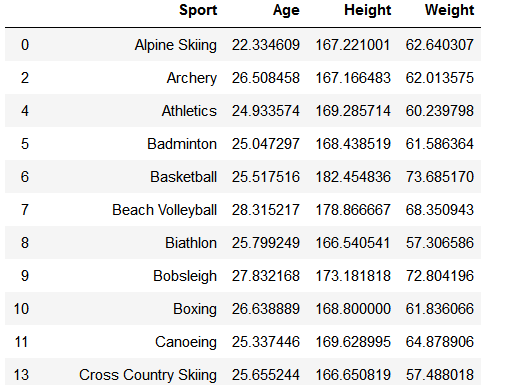 Sport Age Height Weight
0 Alpine Skiing 22.334609 167.221001 62.640307
2 Archery 26.508458 167.166483 62.013575
4 Athletics 24.933574 169.285714 60.239798
5 Badminton 25.047297 168.438519 61.586364
6 Basketball 25.517516 182.454836 73.685170
7 Beach Volleyball 28.315217 178.866667 68.350943
8 Biathlon 25.799249 166.540541 57.306586
9 Bobsleigh 27.832168 173.181818 72.804196
10 Boxing 26.638889 168.800000 61.836066
11 Canoeing 25.337446 169.628995 64.878906
13 Cross Country Skiing 25.655244 166.650819 57.488018